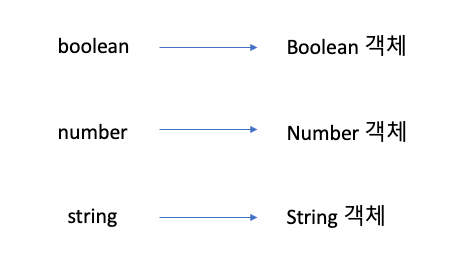 boolean Boolean 객체
number Number 객체
string String 객체